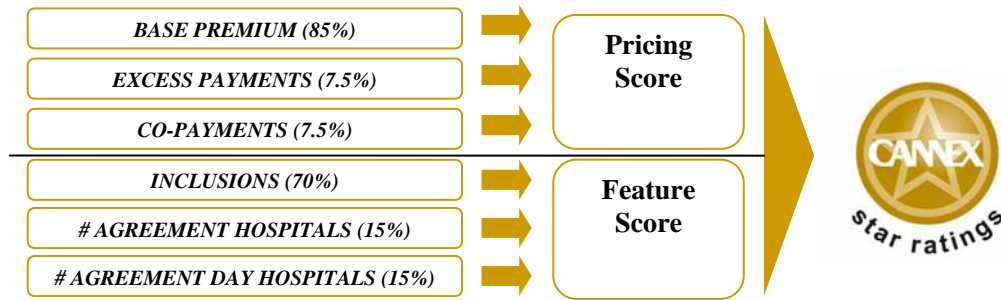 BASE PREMIUM (85%)
EXCESS PAYMENTS (7.5%)
CO-PAYMENTS (7.5%)
Pricing
Score
INCLUSIONS (70%)
# AGREEMENT HOSPITALS (15%)
# AGREEMENT DAY HOSPITALS (15%)
Feature
Score
CANNEX
star ratings